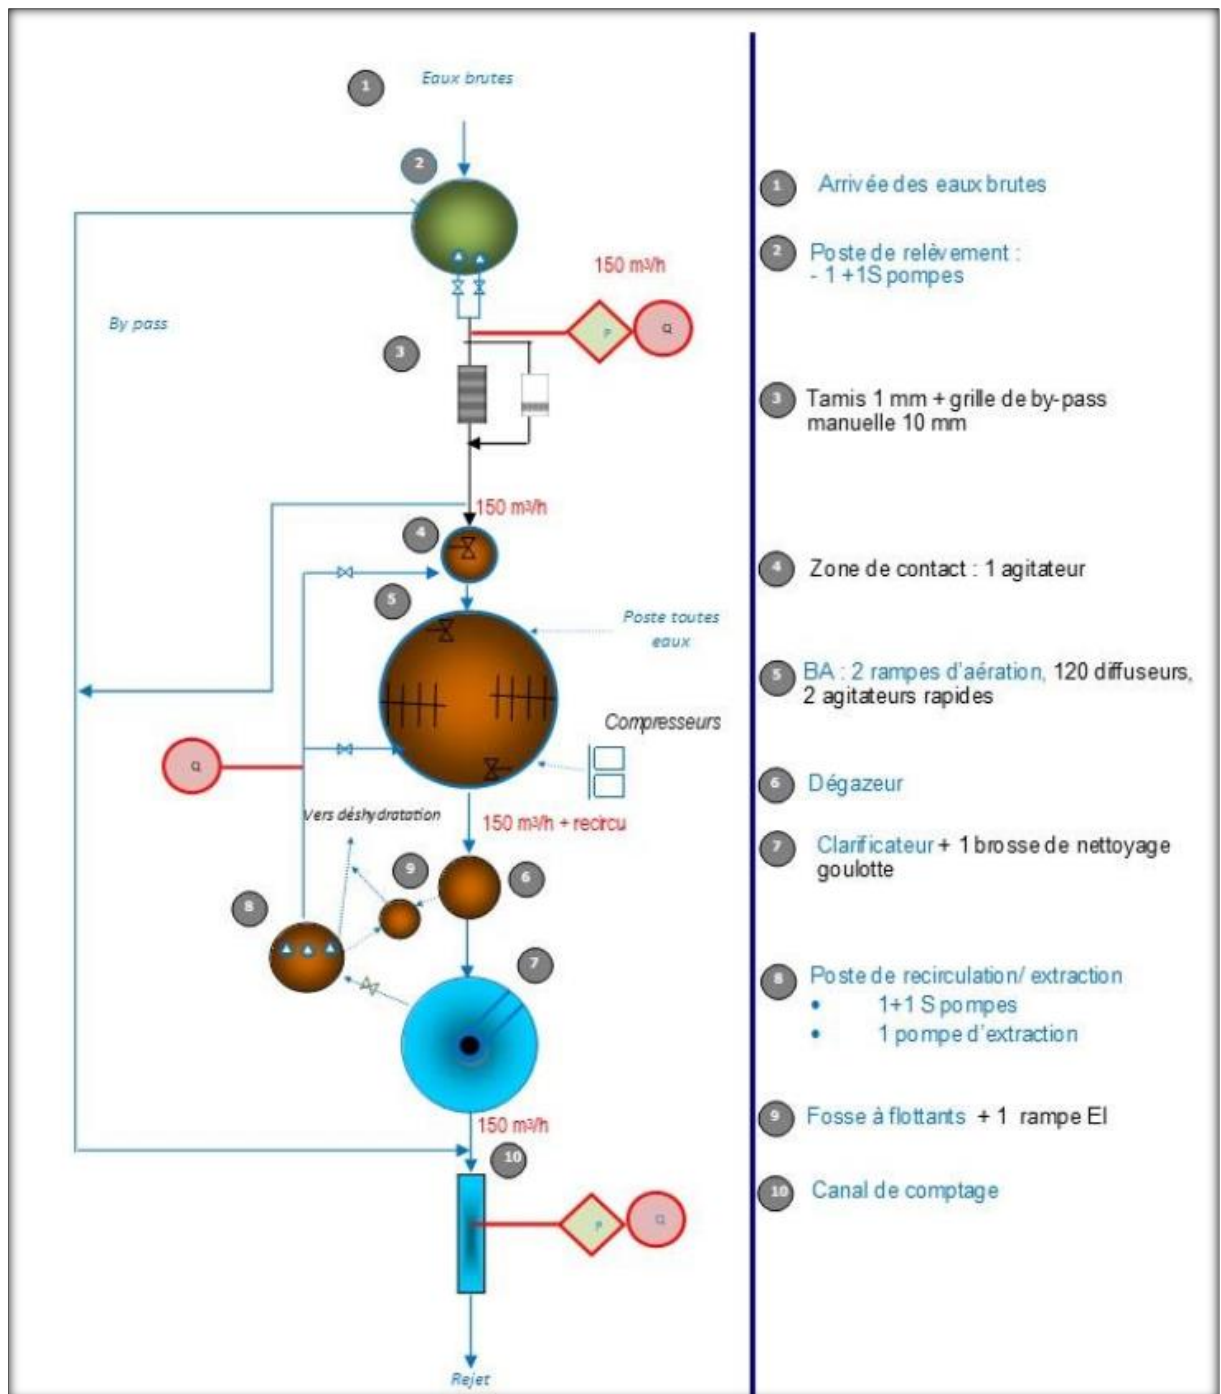 1
Eaux brutes
2
150 m³/h
P
Q
By pass
3
150 m³/h
4
5
Poste toutes
eaux
Compresseurs
Q
Vers déshydratation
150 m³/h + recircu
9
6
8
7
150 m³/h
10
P
Q
Rejet
1 Arrivée des eaux brutes
2 Poste de relèvement :
- 1 +1S pompes
3 Tamis 1 mm + grille de by-pass
manuelle 10 mm
4 Zone de contact : 1 agitateur
5 BA : 2 rampes d'aération, 120 diffuseurs,
2 agitateurs rapides
6 Dégazeur
7 Clarificateur + 1 brosse de nettoyage
goulotte
8 Poste de recirculation/ extraction
• 1+1 S pompes
• 1 pompe d'extraction
9 Fosse à flottants + 1 rampe EI
10 Canal de comptage